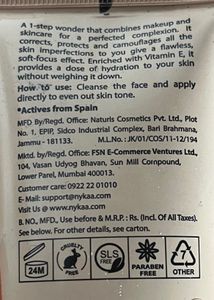 A 1-step wonder that combines makeup and
skincare for a perfected complexion. It
corrects, protects and camouflages all the
skin imperfections to you give a flawless,
soft-focus effect. Enriched with Vitamin E, it
provides a dose of hydration to your skin
without weighing it down.
How to use: Cleanse the face and apply
directly to even out skin tone.
*Actives from Spain
MFD By/Regd. Office: Naturis Cosmetics Pvt. Ltd., Plot
No. 1, EPIP, Sidco Industrial Complex, Bari Brahmana,
Jammu - 181133. M.L.No. : JK/01/COS/11-12/194
Mktd. by/Regd. Office: FSN E-Commerce Ventures Ltd.,
104, Vasan Udyog Bhavan, Sun Mill Compound,
Lower Parel, Mumbai 400013.
Customer care: 0922 22 01010
E-Mail: support@nykaa.com
Visit Us @ www.nykaa.com
B. NO., MFD., Use before & M.R.P. : Rs. (Incl. Of All Taxes).
See below. For other details, see carton.
24M
CRUELTY
FREE
SLS
FREE
PARABEN
FREE
7
OTHER